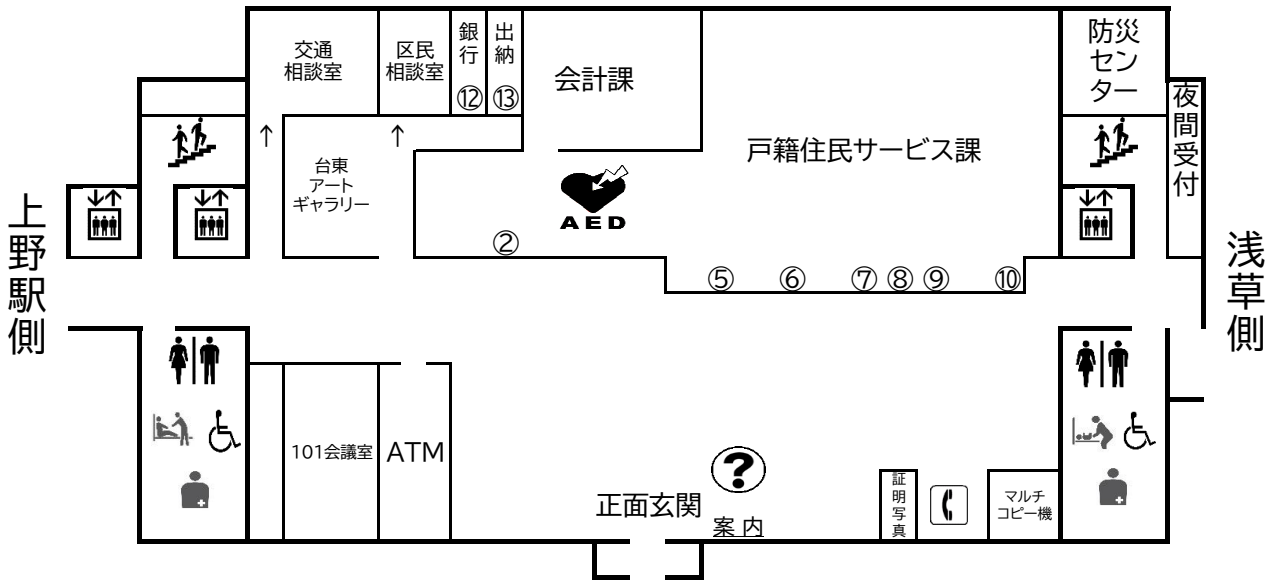 交通
相談室
区民
相談室
銀行
⑫
出納
⑬
会計課
戸籍住民サービス課
防災
セン
ター
夜間受付
↑
↑
台東
アート
ギャラリー
AED
上野駅側
浅草側
②
⑤
⑥
⑦
⑧
⑨
⑩
101会議室
ATM
正面玄関
?
案内
証明写真
マルチ
コピー機